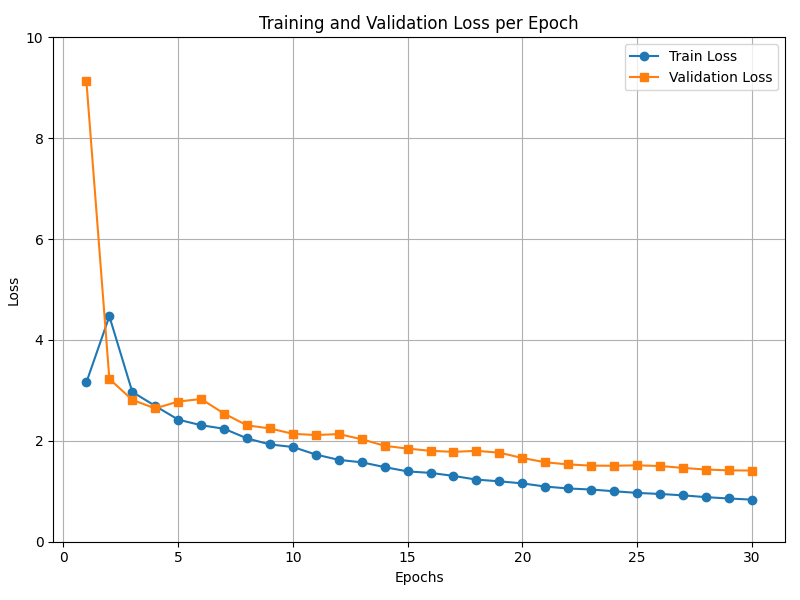 Training and Validation Loss per Epoch
10
8
6
4
2
0
Loss
Train Loss
Validation Loss
0 5 10 15 20 25 30
Epochs